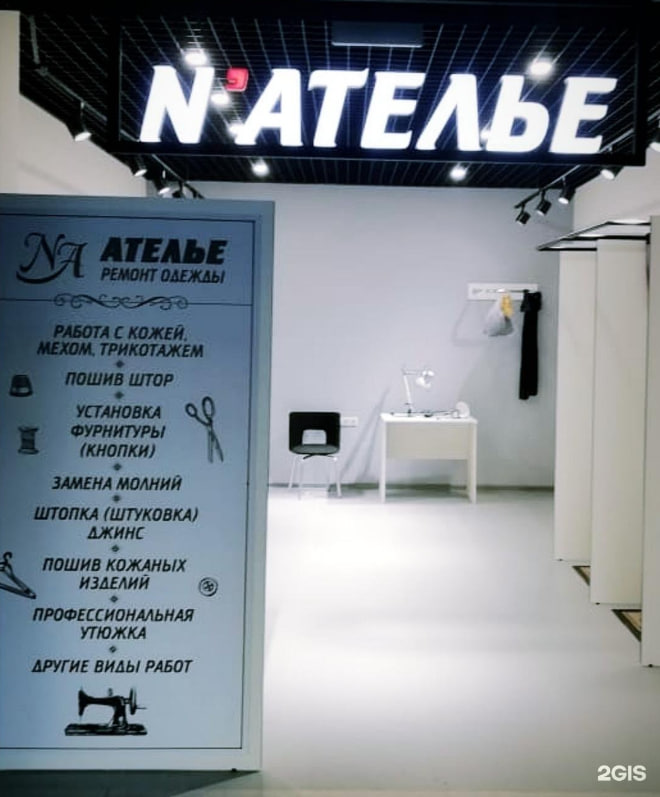 N'АТЕЛЬЕ
NA АТЕЛЬЕ
РЕМОНТ ОДЕЖДЫ
РАБОТА С КОЖЕЙ,
МЕХОМ, ТРИКОТАЖЕМ
ПОШИВ ШТОР
УСТАНОВКА
ФУРНИТУРЫ
(КНОПКИ)
ЗАМЕНА МОЛНИЙ
ШТОПКА (ШТУКОВКА)
ДЖИНС
ПОШИВ КОЖАНЫХ
ИЗДЕЛИЙ
ПРОФЕССИОНАЛЬНАЯ
УТЮЖКА
ДРУГИЕ ВИДЫ РАБОТ
2GIS